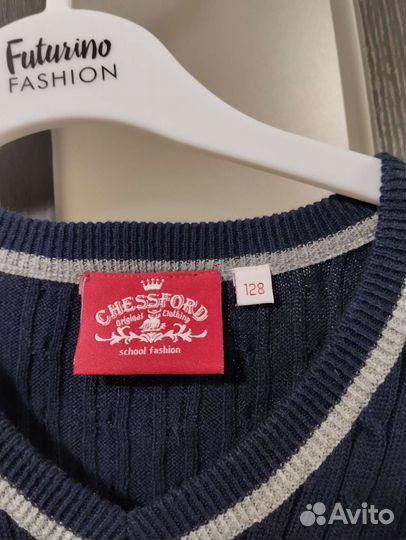 Futurino
FASHION
CHESSFORD
Original Clothing
school fashion
128
Avito